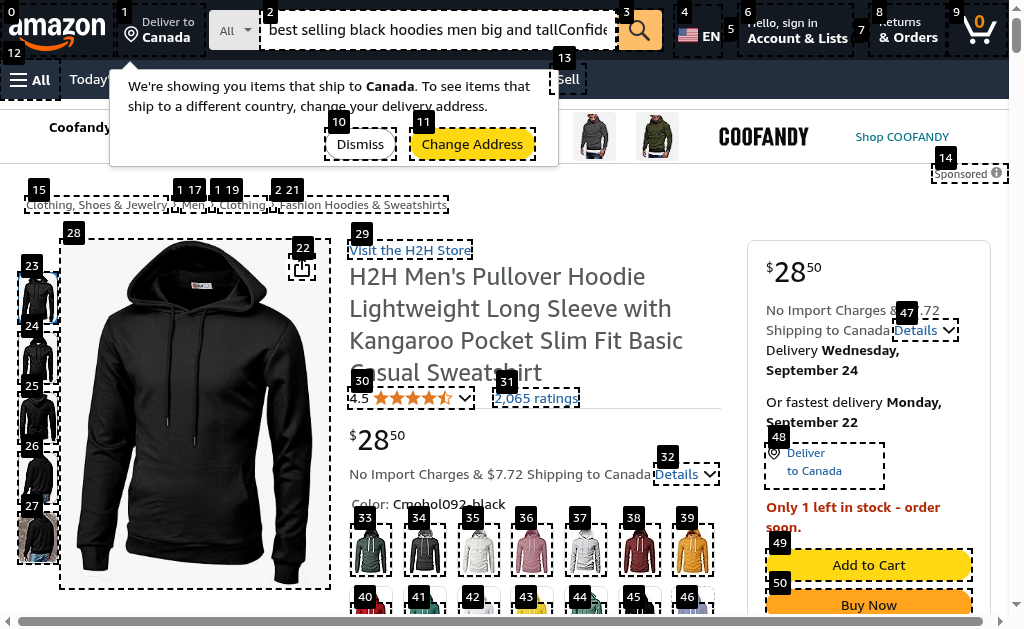 0
1
2
3
4
5
6
7
8
9
amazon
Deliver to
Canada
All
best selling black hoodies men big and tallConfide
EN
Hello, sign in
Account & Lists
Returns
& Orders
0
12
All
Today'
13
Sell
We're showing you items that ship to Canada. To see items that
ship to a different country, change your delivery address.
10
11
Dismiss
Change Address
Coofandy
COOFANDY
Shop COOFANDY
14
Sponsored
15
1 17
1 19
2 21
Clothing, Shoes & Jewelry › Men › Clothing › Fashion Hoodies & Sweatshirts
28
22
23
24
25
26
27
29
Visit the H2H Store
H2H Men's Pullover Hoodie
Lightweight Long Sleeve with
Kangaroo Pocket Slim Fit Basic
Casual Sweatshirt
30
31
4.5
2,065 ratings
$28 50
32
No Import Charges & $7.72 Shipping to Canada Details
Color: Cmohol092-black
33
34
35
36
37
38
39
40
41
42
43
44
45
46
$28 50
No Import Charges & $7.72
47
Shipping to Canada Details
Delivery Wednesday,
September 24
Or fastest delivery Monday,
September 22
48
Deliver
to Canada
Only 1 left in stock - order
soon.
49
Add to Cart
50
Buy Now